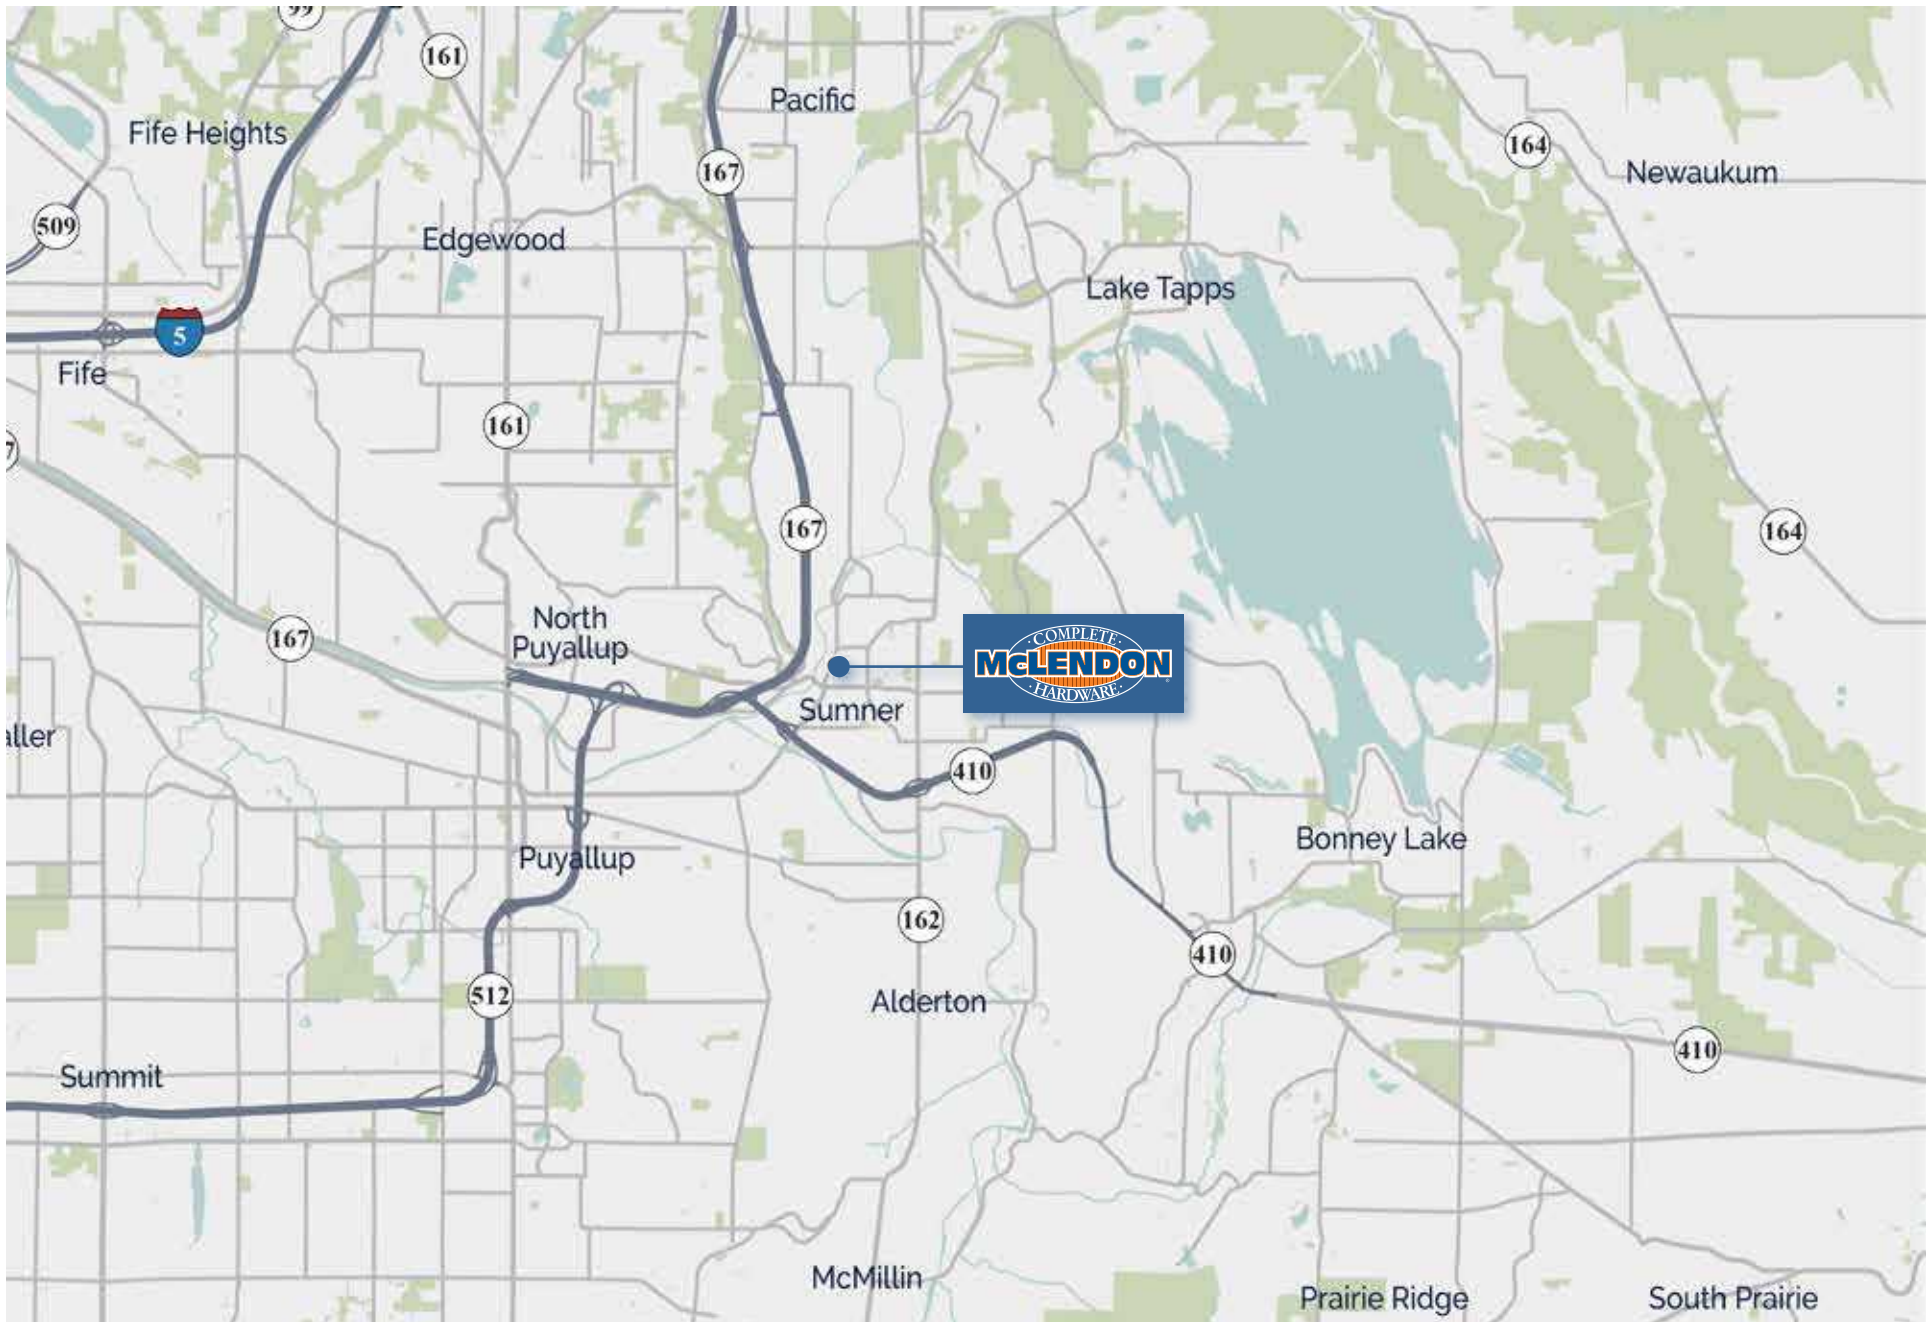 99
161
Pacific
Fife Heights
164
167
Newaukum
509
Edgewood
Lake Tapps
5
Fife
161
7
167
164
North
Puyallup
167
·COMPLETE·
McLENDON
·HARDWARE·
Sumner
aller
410
Bonney Lake
Puyallup
162
410
512
Alderton
410
Summit
McMillin
Prairie Ridge
South Prairie